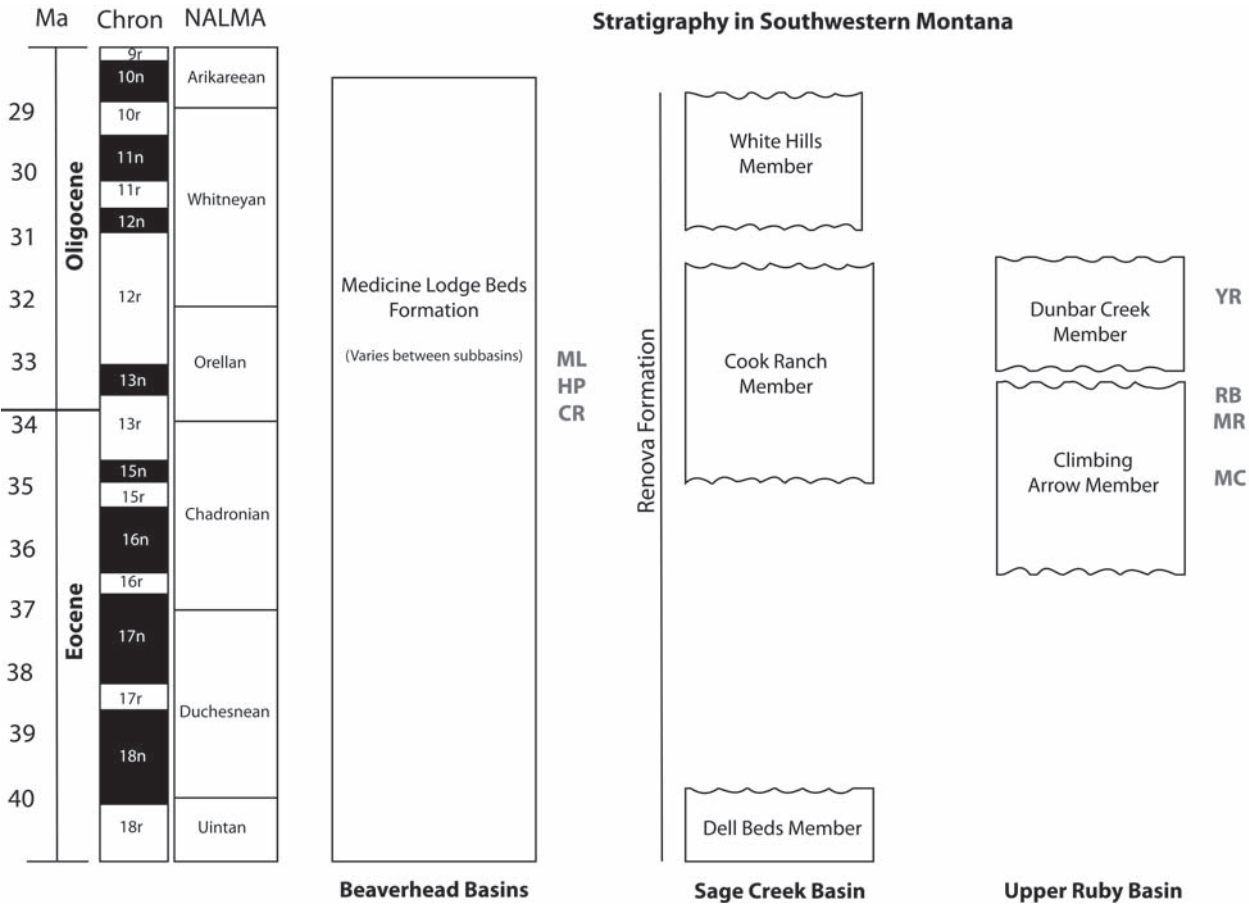 Ma Chron NALMA Stratigraphy in Southwestern Montana
9r
10n Arikareean
29
10r
11n
30
11r
12n
31
Whitneyan
White Hills
Member
Oligocene
12r
32
Medicine Lodge Beds
Formation
(Varies between subbasins)
Orellan
33
13n
ML
HP
CR
Renova Formation
Cook Ranch
Member
Dunbar Creek
Member
YR
RB
MR
MC
Climbing
Arrow Member
34
13r
15n
35
15r
Chadronian
16n
36
16r
37
Eocene
17n
38
17r
Duchesnean
39
18n
40
18r Uintan
Dell Beds Member
Beaverhead Basins Sage Creek Basin Upper Ruby Basin